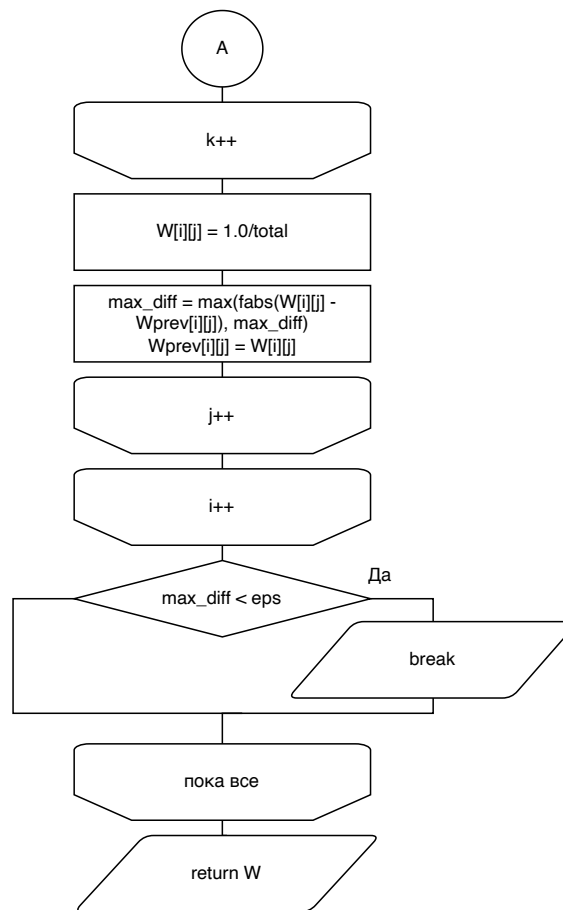 A
k++
W[i][j] = 1.0/total
max_diff = max(fabs(W[i][j] -
Wprev[i][j]), max_diff)
Wprev[i][j] = W[i][j]
j++
i++
Да
max_diff < eps
break
пока все
return W